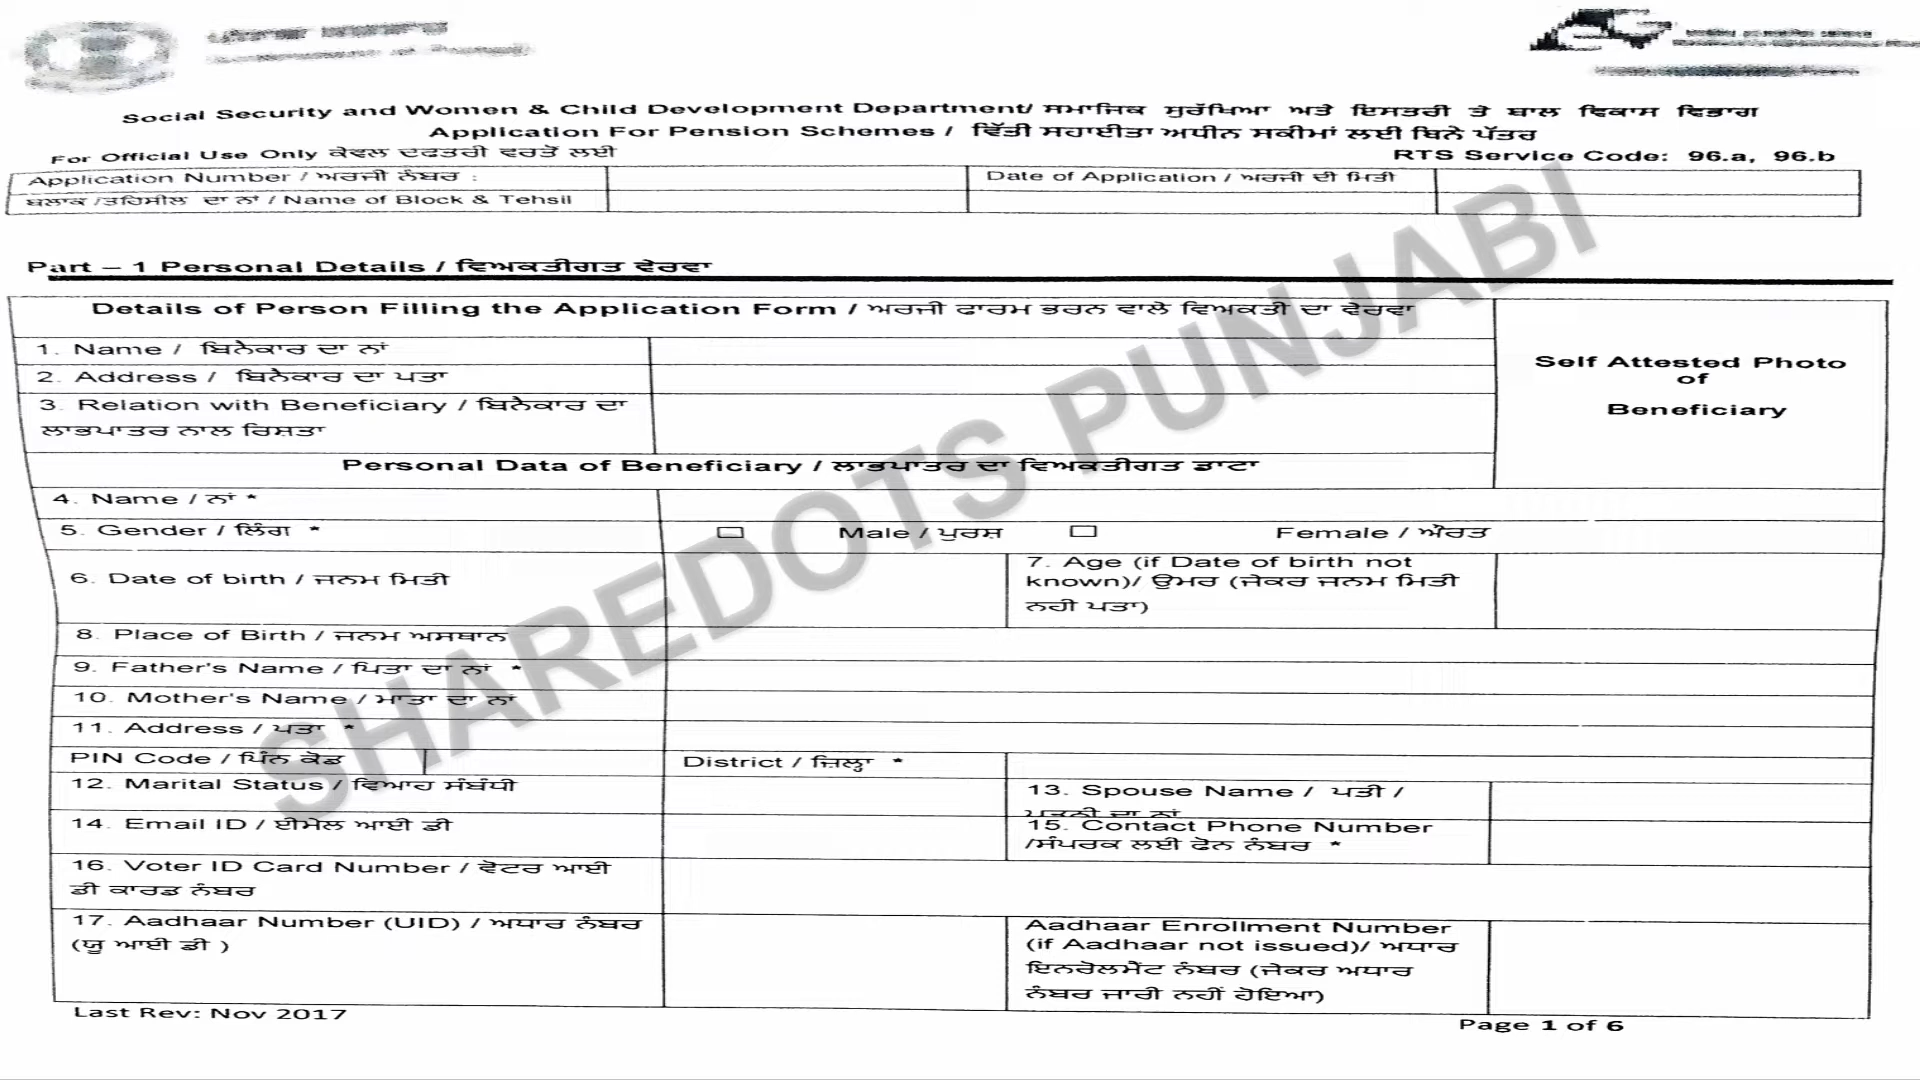 Social Security and Women & Child Development Department/ ਸਮਾਜਿਕ ਸੁਰੱਖਿਆ ਅਤੇ ਇਸਤਰੀ ਤੇ ਬਾਲ ਵਿਕਾਸ ਵਿਭਾਗ
Application For Pension Schemes / ਵਿੱਤੀ ਸਹਾਈਤਾ ਅਧੀਨ ਸਕੀਮਾਂ ਲਈ ਬਿਨੇ ਪੱਤਰ
For Official Use Only ਕੇਵਲ ਦਫਤਰੀ ਵਰਤੋਂ ਲਈ
RTS Service Code: 96.a, 96.b
Application Number / ਅਰਜੀ ਨੰਬਰ :
Date of Application / ਅਰਜੀ ਦੀ ਮਿਤੀ
ਬਲਾਕ /ਤਹਿਸੀਲ ਦਾ ਨਾਂ / Name of Block & Tehsil
Part – 1 Personal Details / ਵਿਅਕਤੀਗਤ ਵੇਰਵਾ
Details of Person Filling the Application Form / ਅਰਜੀ ਫਾਰਮ ਭਰਨ ਵਾਲੇ ਵਿਅਕਤੀ ਦਾ ਵੇਰਵਾ
1. Name / ਬਿਨੈਕਾਰ ਦਾ ਨਾਂ
2. Address / ਬਿਨੈਕਾਰ ਦਾ ਪਤਾ
3. Relation with Beneficiary / ਬਿਨੈਕਾਰ ਦਾ
ਲਾਭਪਾਤਰ ਨਾਲ ਰਿਸ਼ਤਾ
Self Attested Photo
of
Beneficiary
Personal Data of Beneficiary / ਲਾਭਪਾਤਰ ਦਾ ਵਿਅਕਤੀਗਤ ਡਾਟਾ
4. Name / ਨਾਂ *
5. Gender / ਲਿੰਗ *
Male / ਪੁਰਸ਼
Female / ਔਰਤ
6. Date of birth / ਜਨਮ ਮਿਤੀ
7. Age (if Date of birth not
known)/ ਉਮਰ (ਜੇਕਰ ਜਨਮ ਮਿਤੀ
ਨਹੀ ਪਤਾ)
8. Place of Birth / ਜਨਮ ਅਸਥਾਨ
9. Father's Name / ਪਿਤਾ ਦਾ ਨਾਂ *
10. Mother's Name / ਮਾਤਾ ਦਾ ਨਾਂ
11. Address / ਪਤਾ *
PIN Code / ਪਿੰਨ ਕੋਡ
District / ਜ਼ਿਲ੍ਹਾ *
12. Marital Status / ਵਿਆਹ ਸੰਬੰਧੀ
13. Spouse Name / ਪਤੀ /
ਪਤਨੀ ਦਾ ਨਾਂ
14. Email ID / ਈਮੇਲ ਆਈ ਡੀ
15. Contact Phone Number
/ਸੰਪਰਕ ਲਈ ਫੋਨ ਨੰਬਰ *
16. Voter ID Card Number / ਵੋਟਰ ਆਈ
ਡੀ ਕਾਰਡ ਨੰਬਰ
17. Aadhaar Number (UID) / ਅਧਾਰ ਨੰਬਰ
(ਯੂ ਆਈ ਡੀ )
Aadhaar Enrollment Number
(if Aadhaar not issued)/ ਅਧਾਰ
ਇਨਰੋਲਮੈਂਟ ਨੰਬਰ (ਜੇਕਰ ਅਧਾਰ
ਨੰਬਰ ਜਾਰੀ ਨਹੀਂ ਹੋਇਆ)
Last Rev: Nov 2017
Page 1 of 6
SHAREDOTS PUNJABI